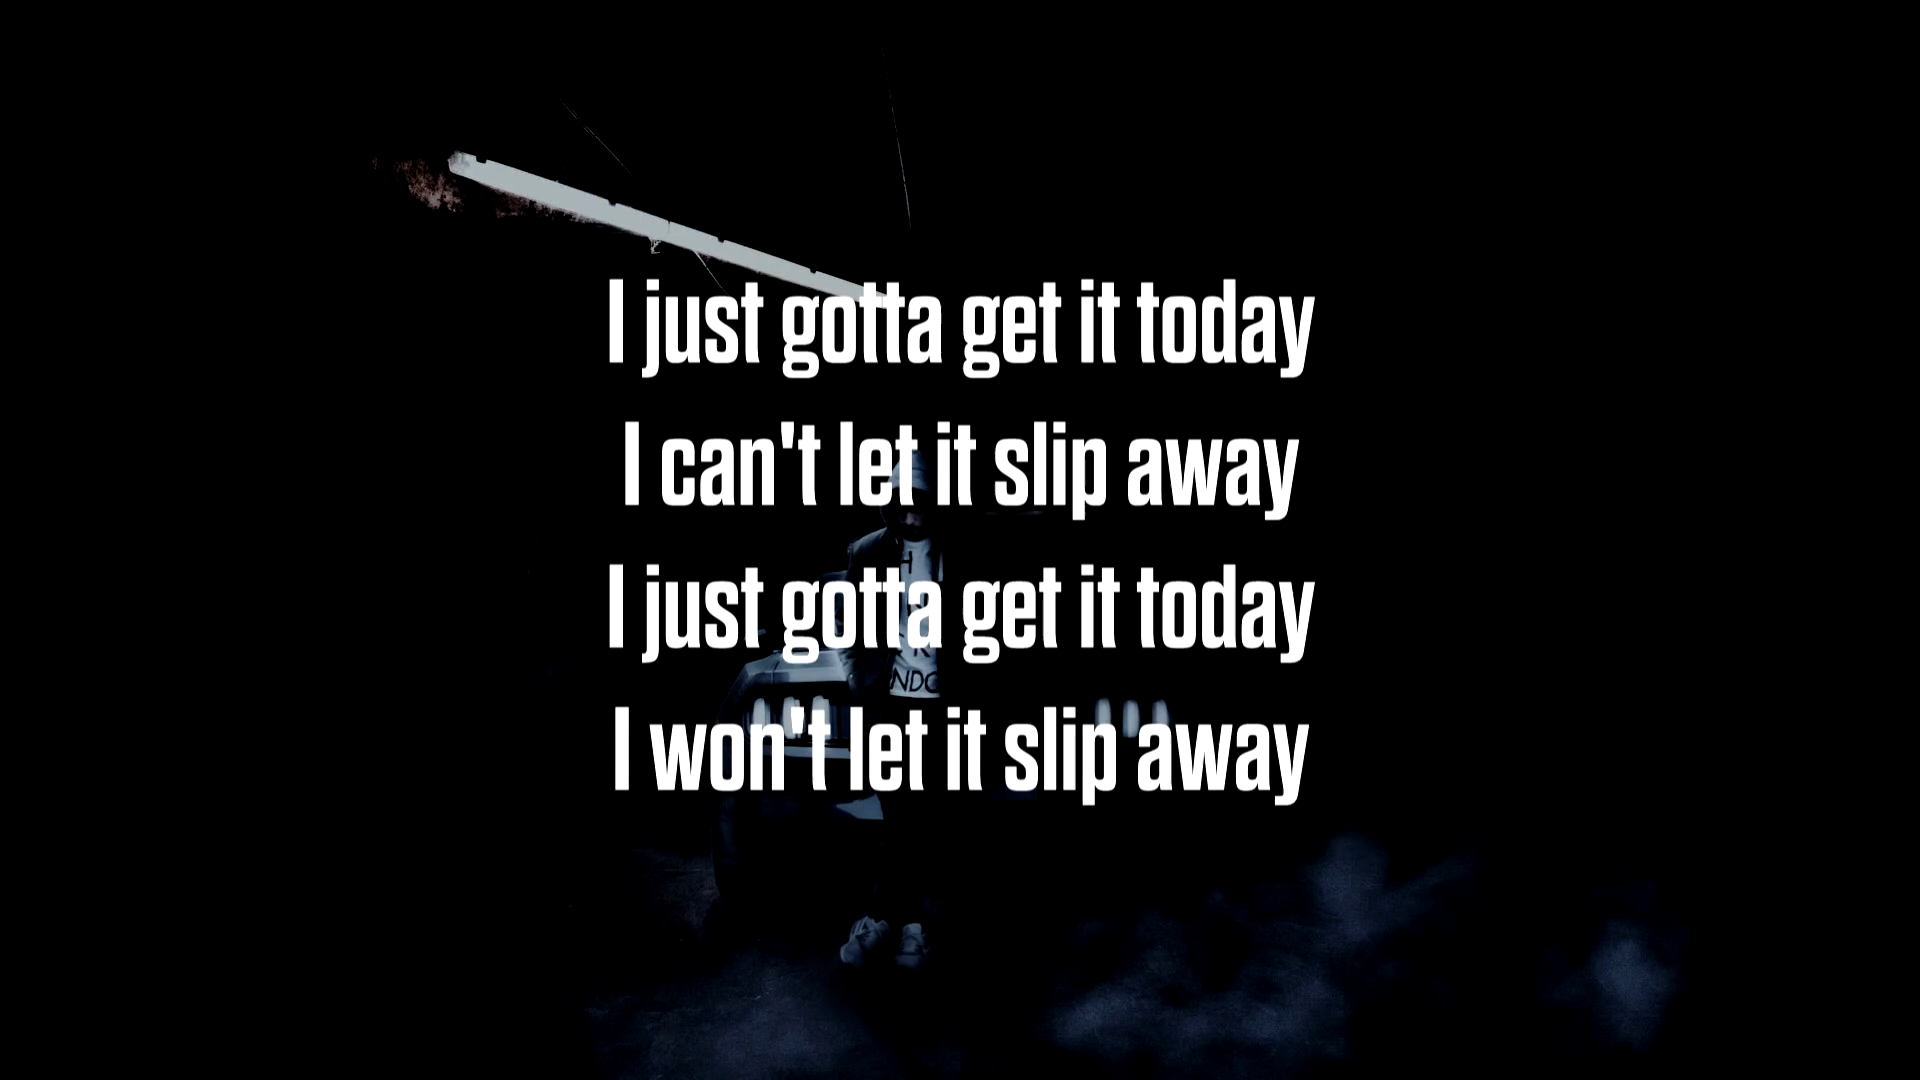 I just gotta get it today
I can't let it slip away
I just gotta get it today
I won't let it slip away